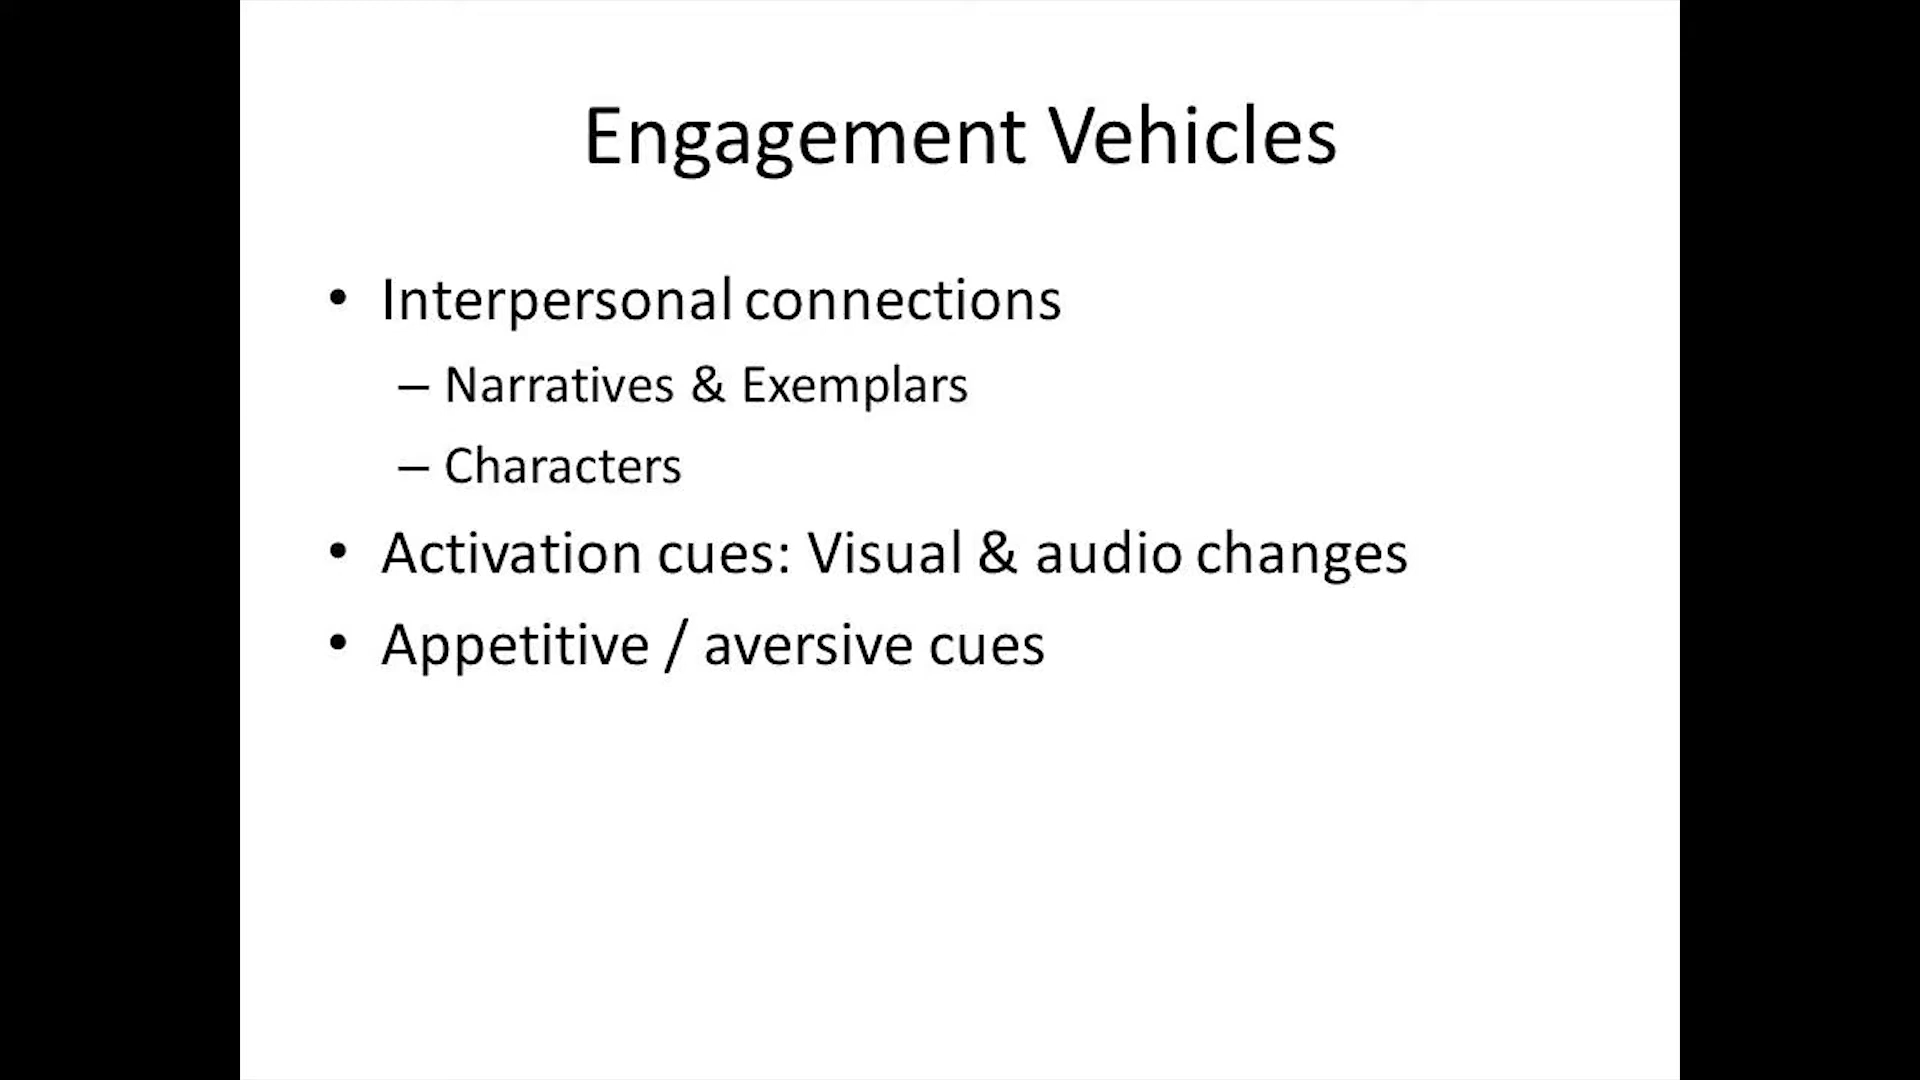 Engagement Vehicles
• Interpersonal connections
– Narratives & Exemplars
– Characters
• Activation cues: Visual & audio changes
• Appetitive / aversive cues